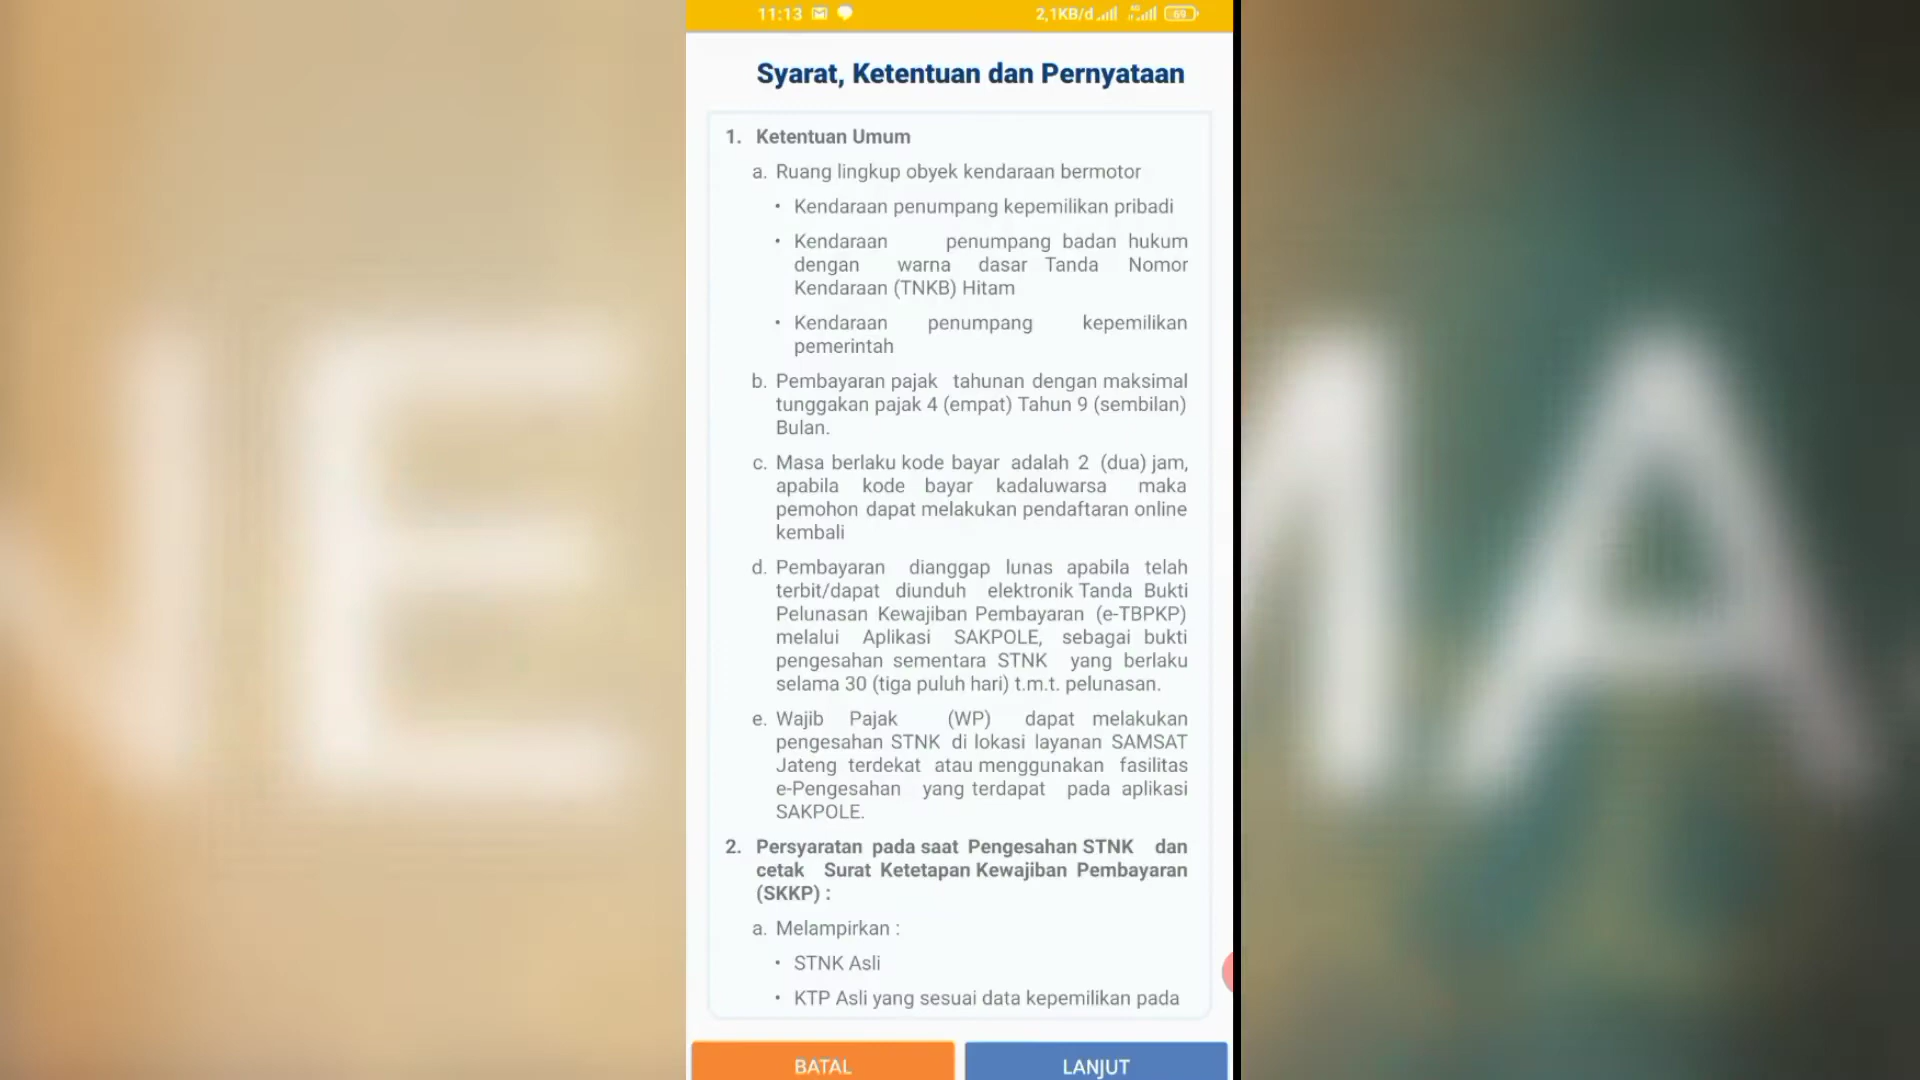 11:13
2,1KB/d
4G
69
Syarat, Ketentuan dan Pernyataan
1. Ketentuan Umum
a. Ruang lingkup obyek kendaraan bermotor
• Kendaraan penumpang kepemilikan pribadi
• Kendaraan penumpang badan hukum
dengan warna dasar Tanda Nomor
Kendaraan (TNKB) Hitam
• Kendaraan penumpang kepemilikan
pemerintah
b. Pembayaran pajak tahunan dengan maksimal
tunggakan pajak 4 (empat) Tahun 9 (sembilan)
Bulan.
c. Masa berlaku kode bayar adalah 2 (dua) jam,
apabila kode bayar kadaluwarsa maka
pemohon dapat melakukan pendaftaran online
kembali
d. Pembayaran dianggap lunas apabila telah
terbit/dapat diunduh elektronik Tanda Bukti
Pelunasan Kewajiban Pembayaran (e-TBPKP)
melalui Aplikasi SAKPOLE, sebagai bukti
pengesahan sementara STNK yang berlaku
selama 30 (tiga puluh hari) t.m.t. pelunasan.
e. Wajib Pajak (WP) dapat melakukan
pengesahan STNK di lokasi layanan SAMSAT
Jateng terdekat atau menggunakan fasilitas
e-Pengesahan yang terdapat pada aplikasi
SAKPOLE.
2. Persyaratan pada saat Pengesahan STNK dan
cetak Surat Ketetapan Kewajiban Pembayaran
(SKKP) :
a. Melampirkan :
• STNK Asli
• KTP Asli yang sesuai data kepemilikan pada
BATAL
LANJUT
NE
MA